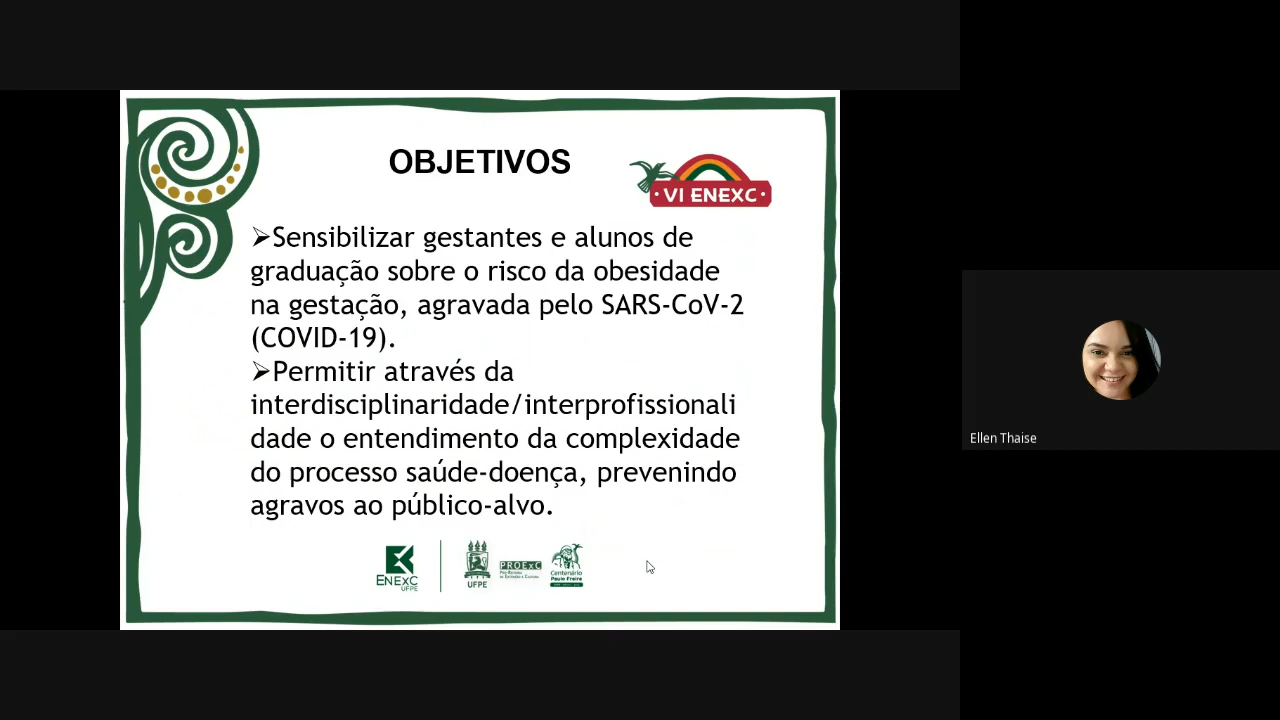 OBJETIVOS
VI ENEXC
➢Sensibilizar gestantes e alunos de
graduação sobre o risco da obesidade
na gestação, agravada pelo SARS-CoV-2
(COVID-19).
➢Permitir através da
interdisciplinaridade/interprofissionali
dade o entendimento da complexidade
do processo saúde-doença, prevenindo
agravos ao público-alvo.
ENEXC
UFPE
UFPE
PROExC
Centenário
Paulo Freire
Ellen Thaise